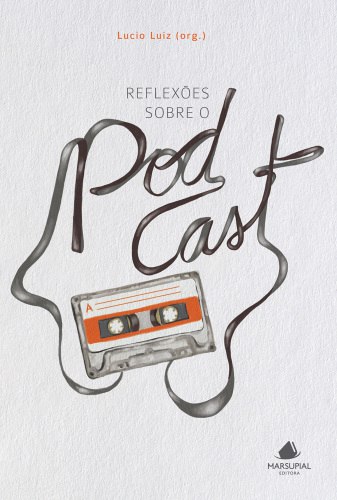 Lucio Luiz (org.)
REFLEXÕES
SOBRE O
Pod
Cast
A
MARSUPIAL
EDITORA